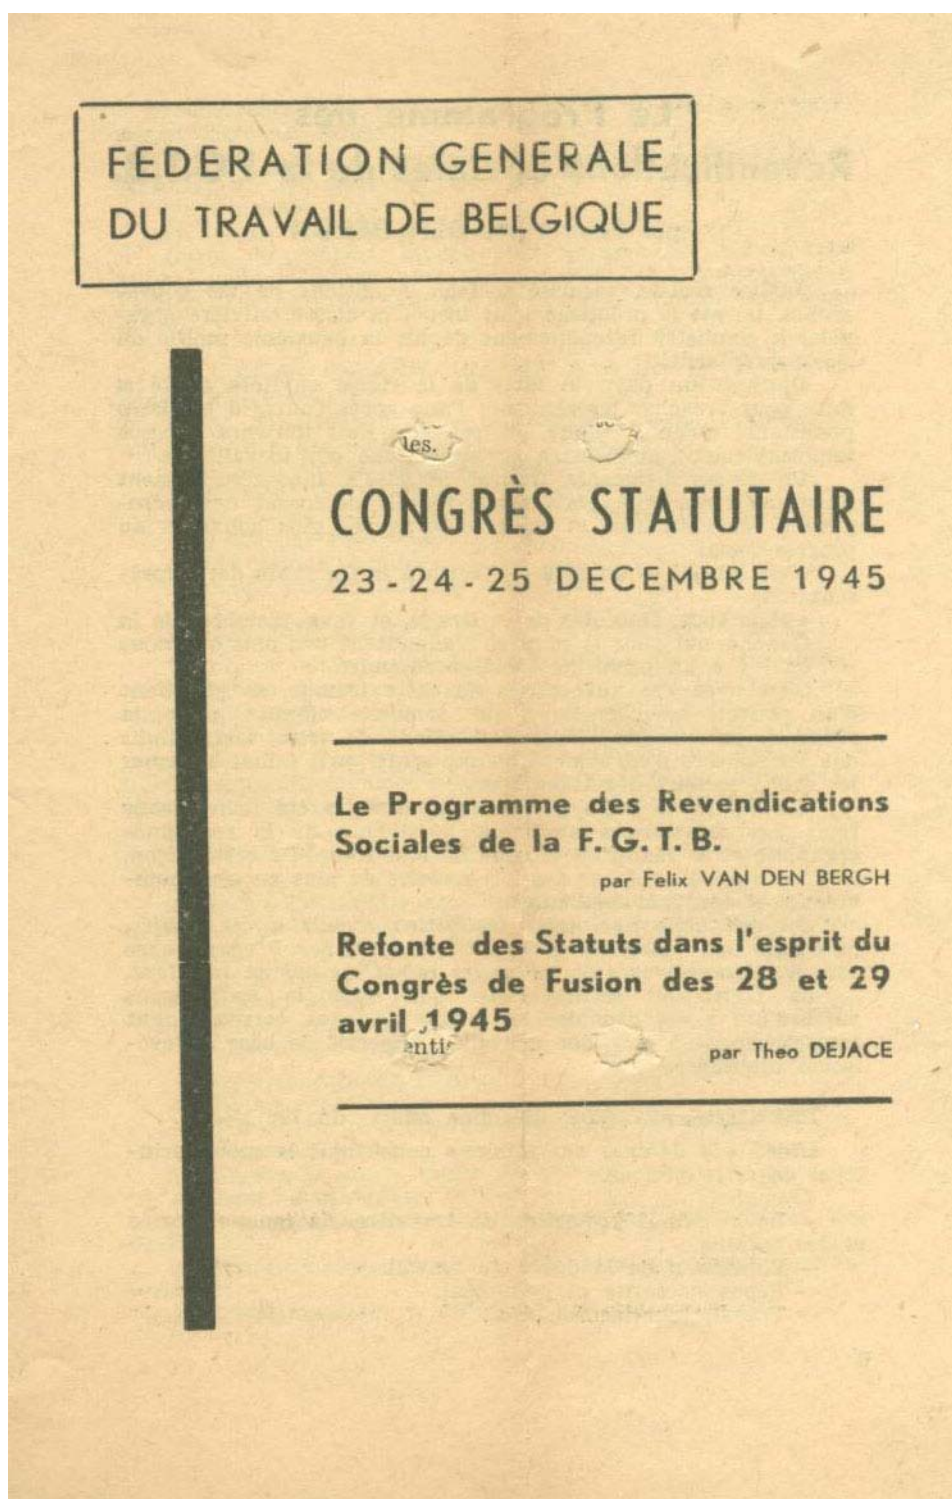 FEDERATION GENERALE
DU TRAVAIL DE BELGIQUE
les.
CONGRÈS STATUTAIRE
23-24-25 DECEMBRE 1945
Le Programme des Revendications
Sociales de la F. G. T. B.
par Felix VAN DEN BERGH
Refonte des Statuts dans l'esprit du
Congrès de Fusion des 28 et 29
avril 1945
par Theo DEJACE